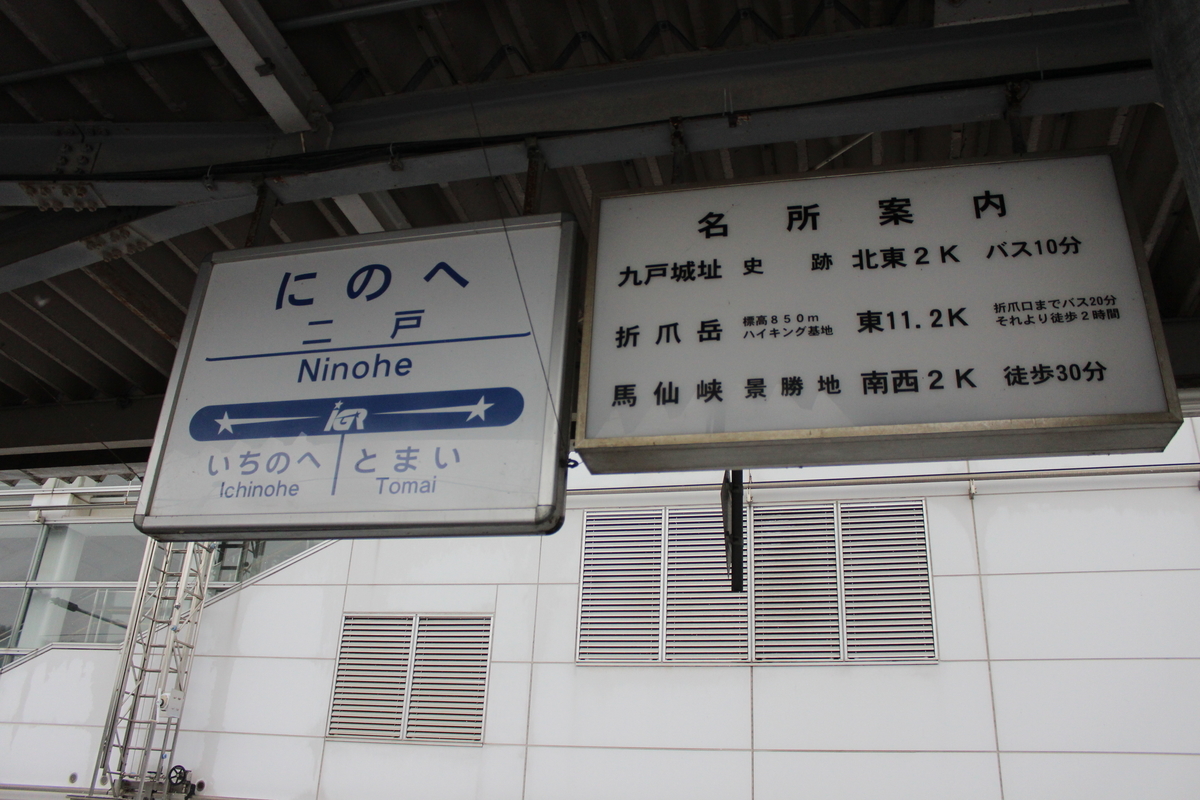 にのへ
二戸
Ninohe
IGR
いちのへ とまい
Ichinohe Tomai
名所案内
九戸城址 史跡 北東2K バス10分
折爪岳 標高850m ハイキング基地 東11.2K 折爪口までバス20分 それより徒歩2時間
馬仙峡 景勝地 南西2K 徒歩30分